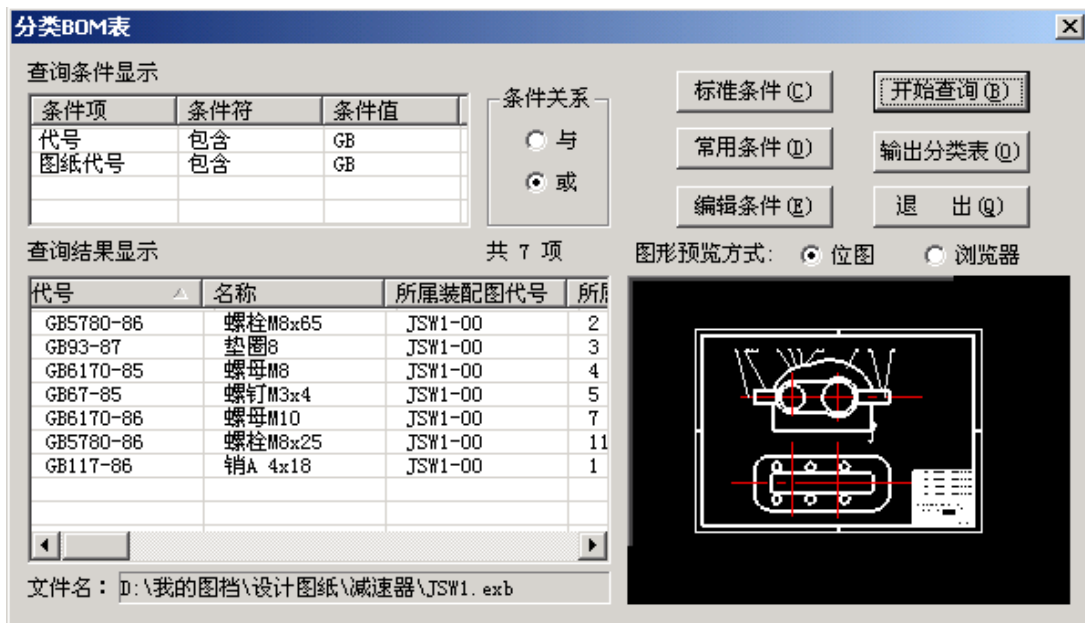 分类BOM表
查询条件显示
条件项 条件符 条件值
代号 包含 GB
图纸代号 包含 GB
条件关系
与
或
标准条件(C) 开始查询(B)
常用条件(D) 输出分类表(O)
编辑条件(E) 退 出(Q)
查询结果显示 共 7 项
图形预览方式: 位图 浏览器
代号 名称 所属装配图代号 所属
GB5780-86 螺栓M8x65 JSW1-00 2
GB93-87 垫圈8 JSW1-00 3
GB6170-85 螺母M8 JSW1-00 4
GB67-85 螺钉M3x4 JSW1-00 5
GB6170-86 螺母M10 JSW1-00 7
GB5780-86 螺栓M8x25 JSW1-00 11
GB117-86 销A 4x18 JSW1-00 1
文件名: D:\我的图档\设计图纸\减速器\JSW1.exb